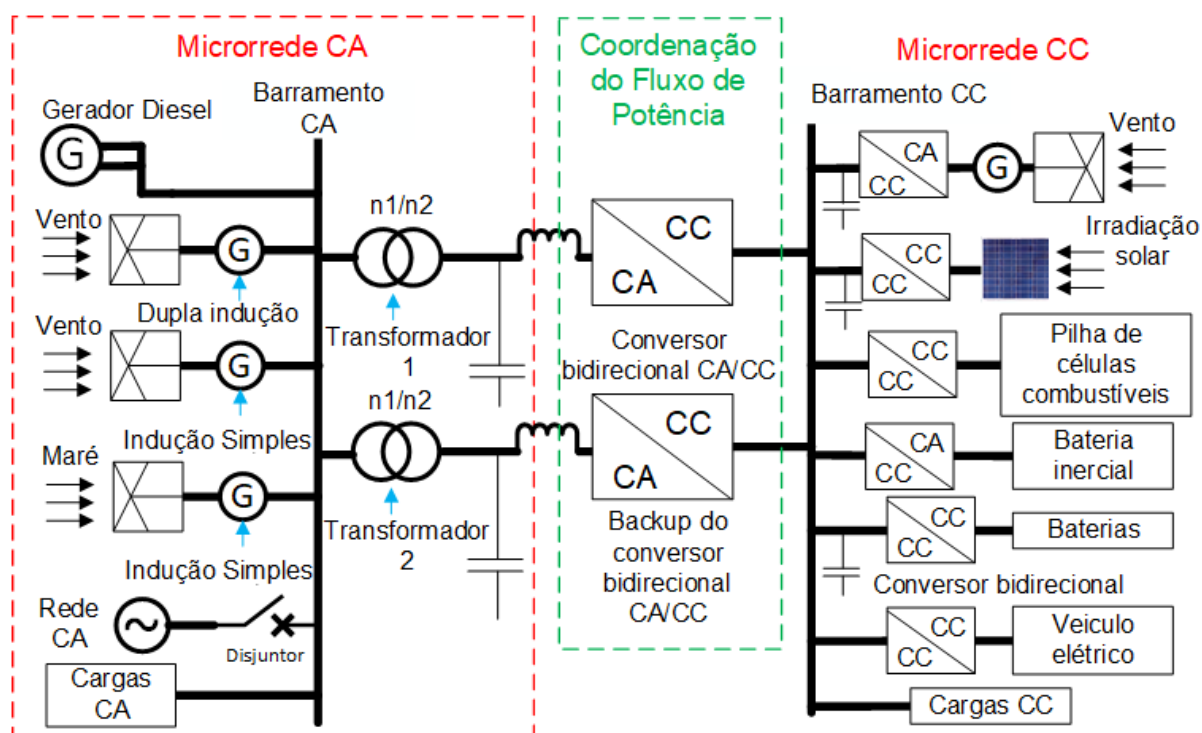 Microrrede CA
Gerador Diesel
G
Barramento
CA
Vento
G
Dupla indução
Vento
G
Indução Simples
Maré
G
Indução Simples
Rede
CA
Disjuntor
Cargas
CA
n1/n2
Transformador
1
n1/n2
Transformador
2
Coordenação
do Fluxo de
Potência
CC
CA
Conversor
bidirecional CA/CC
CC
CA
Backup do
conversor
bidirecional
CA/CC
Microrrede CC
Barramento CC
CA
CC
G
Vento
CC
CC
Irradiação
solar
CC
CC
Pilha de
células
combustíveis
CA
CC
Bateria
inercial
CC
CC
Baterias
Conversor bidirecional
CC
CC
Veiculo
elétrico
Cargas CC